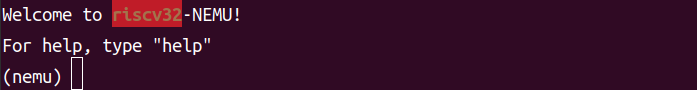 Welcome to riscv32-NEMU!
For help, type "help"
(nemu)